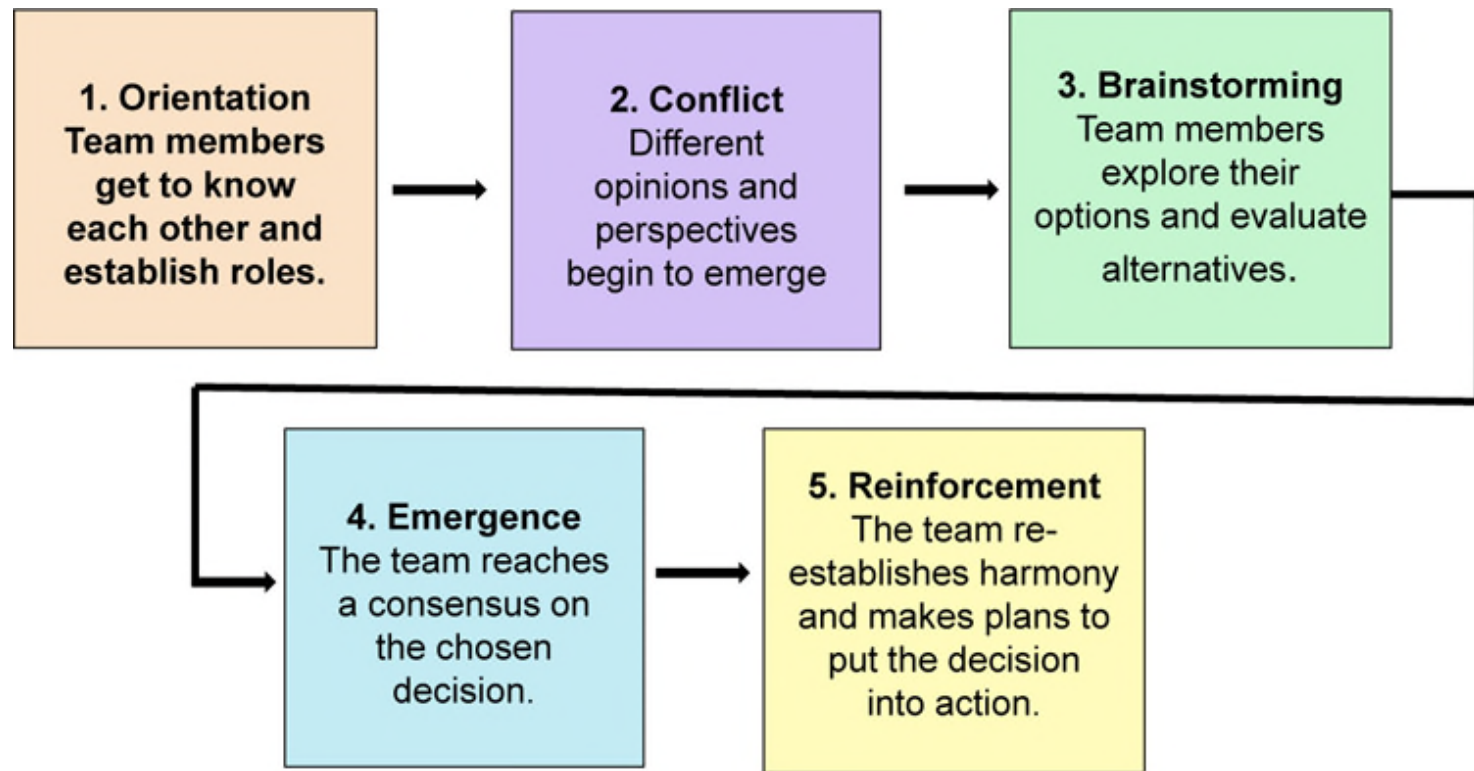 1. Orientation
Team members
get to know
each other and
establish roles.
2. Conflict
Different
opinions and
perspectives
begin to emerge
3. Brainstorming
Team members
explore their
options and evaluate
alternatives.
4. Emergence
The team reaches
a consensus on
the chosen
decision.
5. Reinforcement
The team re-
establishes harmony
and makes plans to
put the decision
into action.